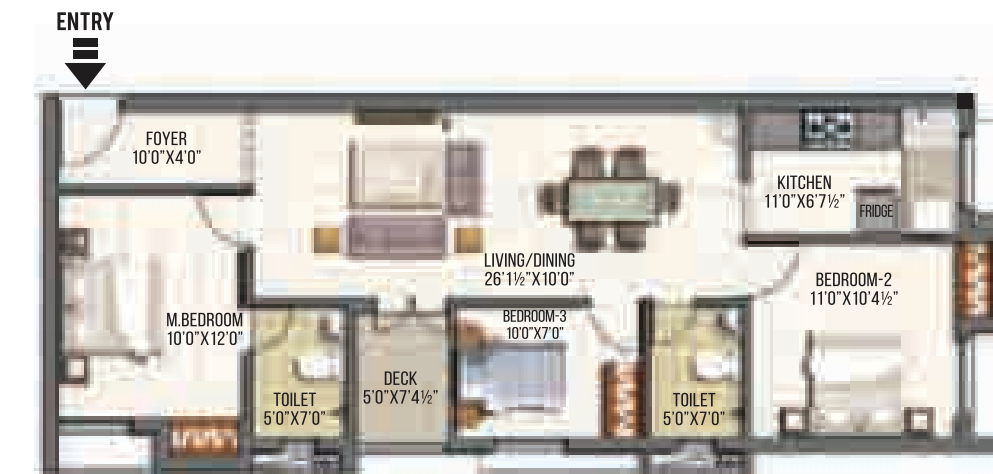 ENTRY
FOYER
10'0"X4'0"
KITCHEN
11'0"X6'7½"
FRIDGE
LIVING/DINING
26'1½"X10'0"
BEDROOM-2
11'0"X10'4½"
M.BEDROOM
10'0"X12'0"
BEDROOM-3
10'0"X7'0"
DECK
5'0"X7'4½"
TOILET
5'0"X7'0"
TOILET
5'0"X7'0"